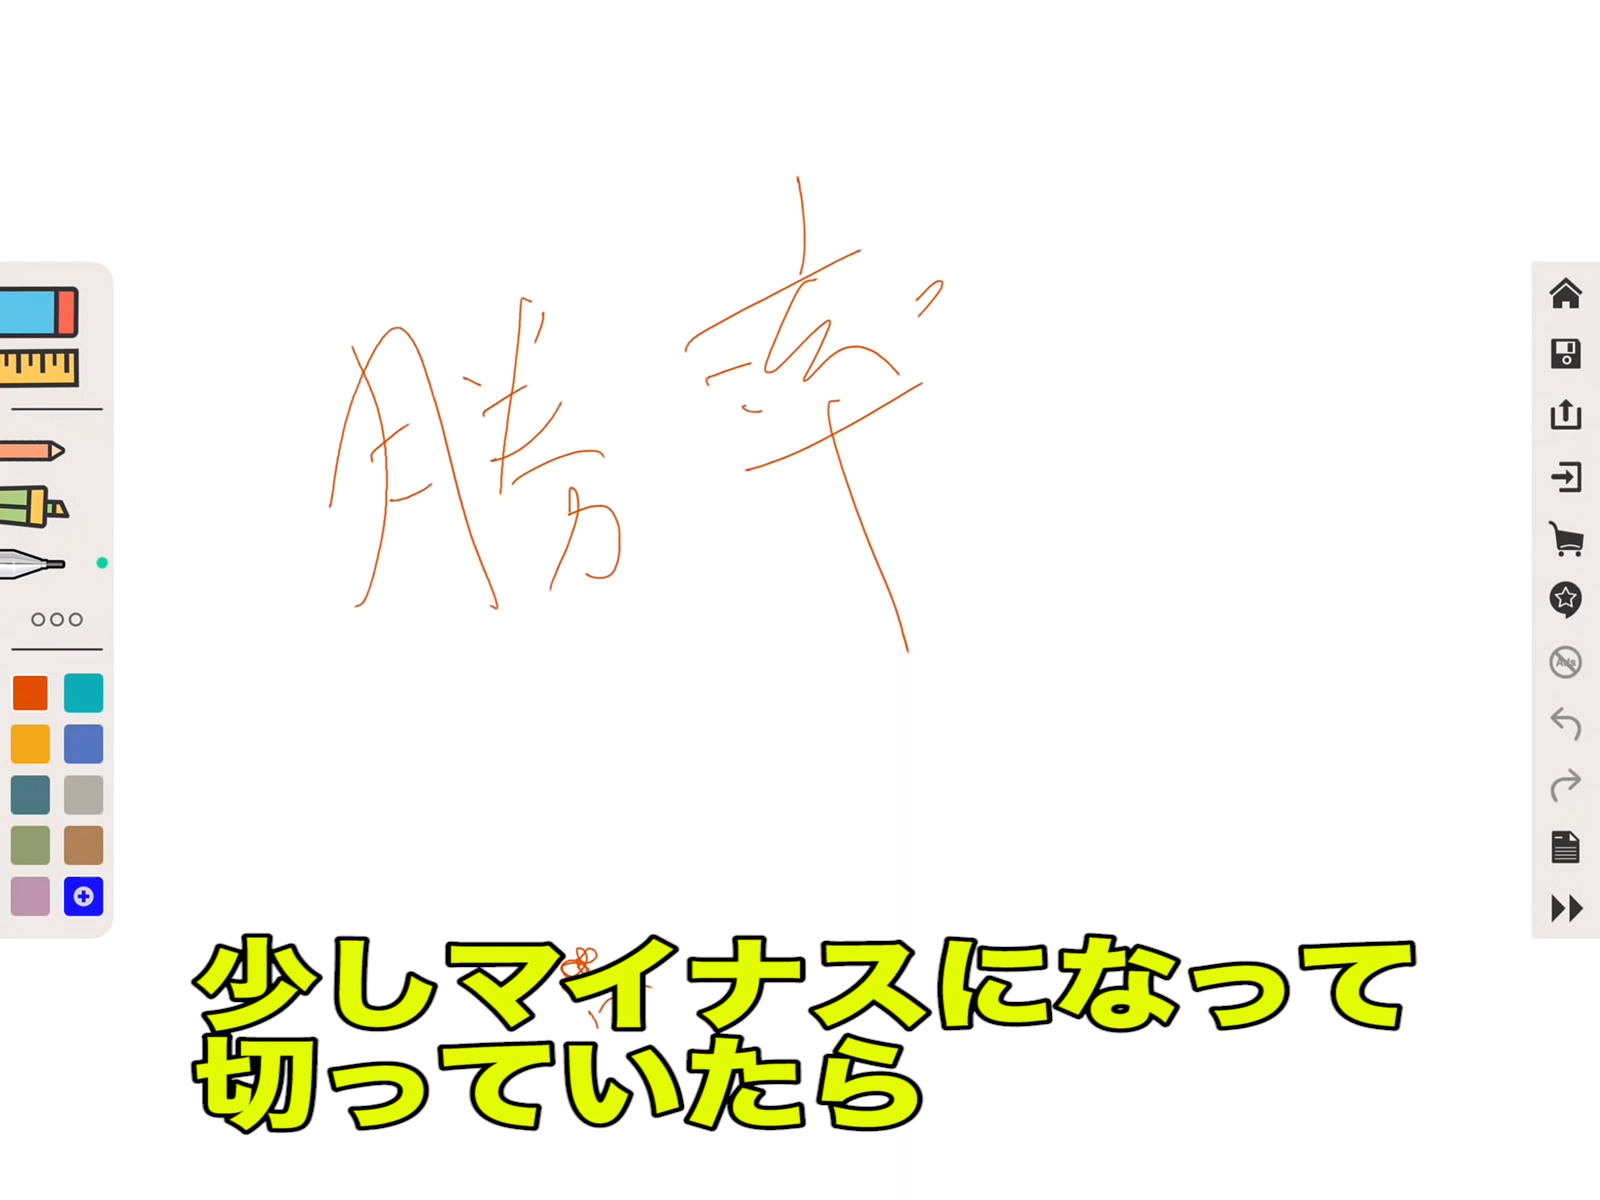 勝率
少しマイナスになって
切っていたら